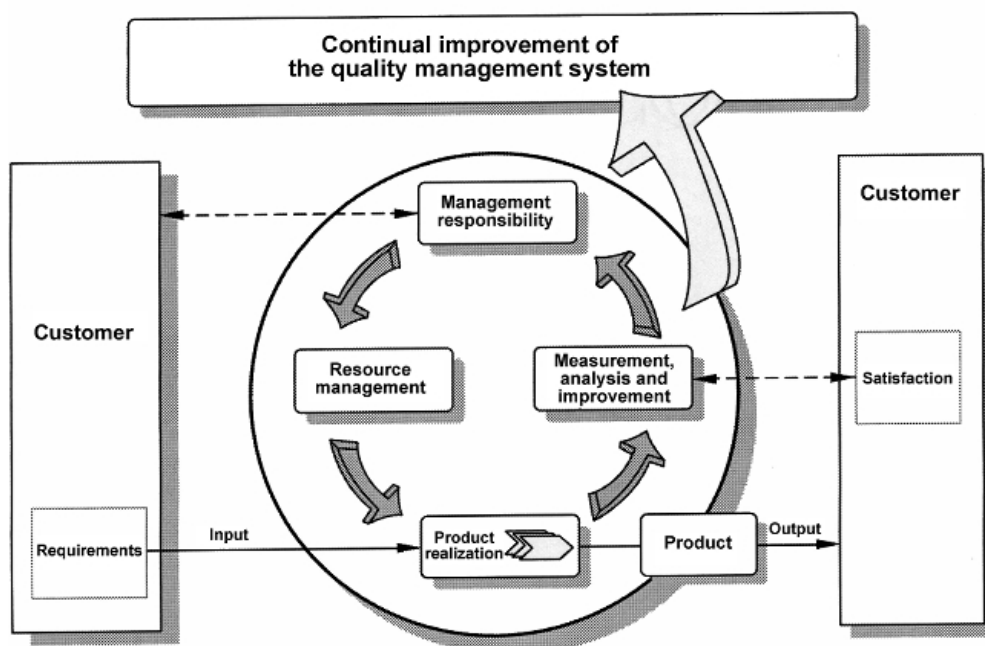 Continual improvement of
the quality management system
Customer
Management
responsibility
Customer
Resource
management
Measurement,
analysis and
improvement
Satisfaction
Requirements
Input
Product
realization
Product
Output